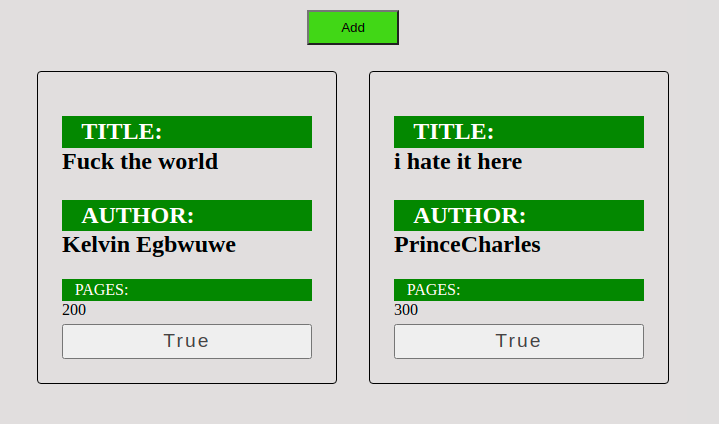 Add
TITLE:
Fuck the world
AUTHOR:
Kelvin Egbwuwe
PAGES:
200
True
TITLE:
i hate it here
AUTHOR:
PrinceCharles
PAGES:
300
True